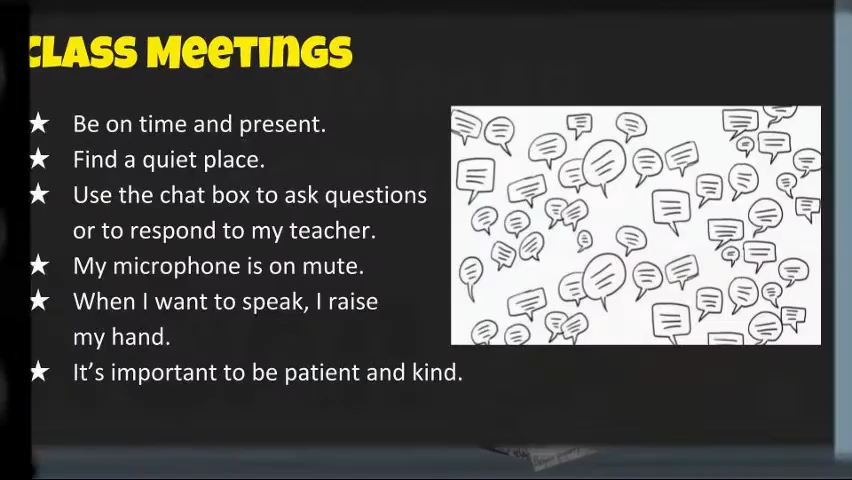 CLASS MeeTiNGS
★ Be on time and present.
★ Find a quiet place.
★ Use the chat box to ask questions
or to respond to my teacher.
★ My microphone is on mute.
★ When I want to speak, I raise
my hand.
★ It’s important to be patient and kind.